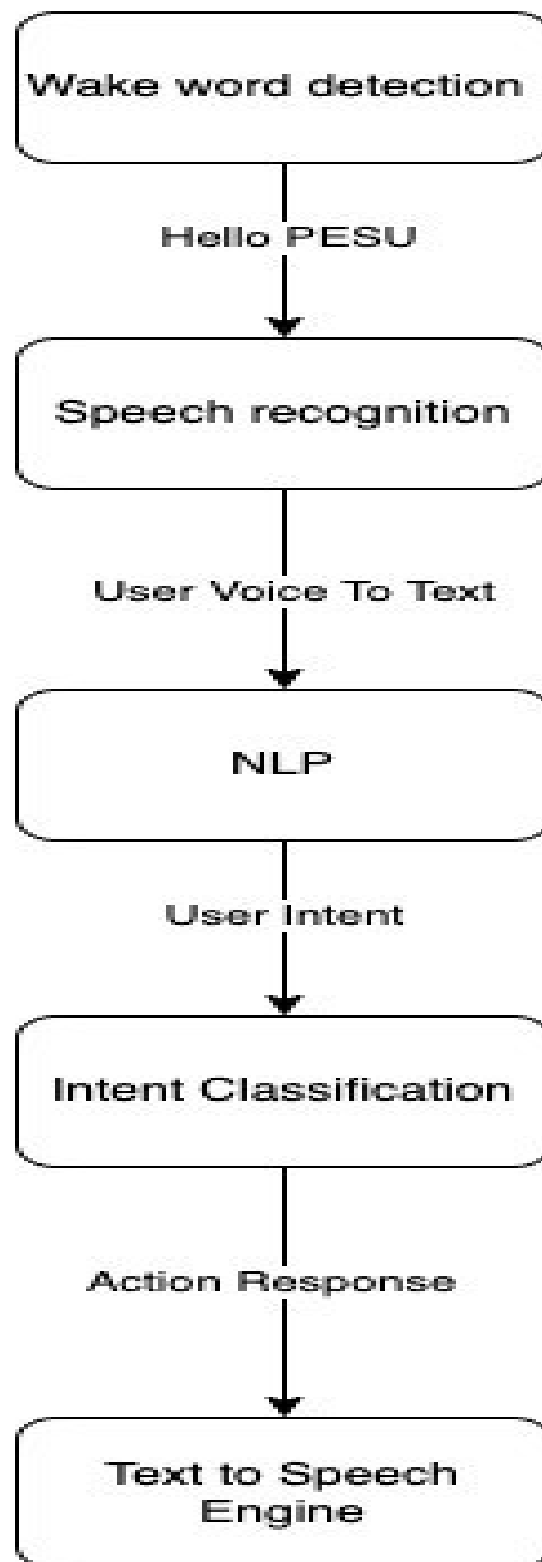 Wake word detection
Hello PESU
Speech recognition
User Voice To Text
NLP
User Intent
Intent Classification
Action Response
Text to Speech
Engine